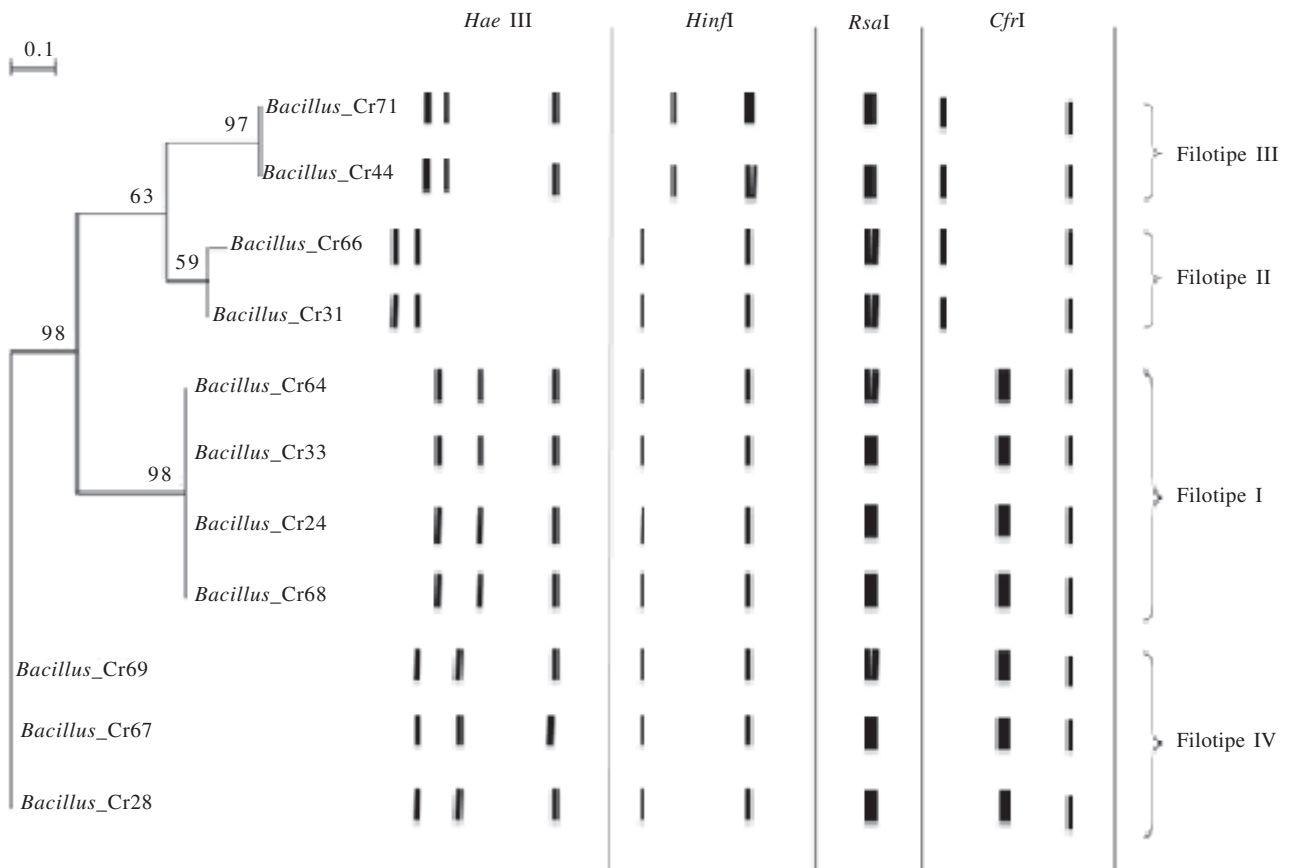 Hae III HinfI RsaI CfrI
0.1
Bacillus_Cr71
97
Bacillus_Cr44
Filotipe III
63
Bacillus_Cr66
59
Bacillus_Cr31
Filotipe II
98
Bacillus_Cr64
Bacillus_Cr33
98
Bacillus_Cr24
Bacillus_Cr68
Filotipe I
Bacillus_Cr69
Bacillus_Cr67
Bacillus_Cr28
Filotipe IV